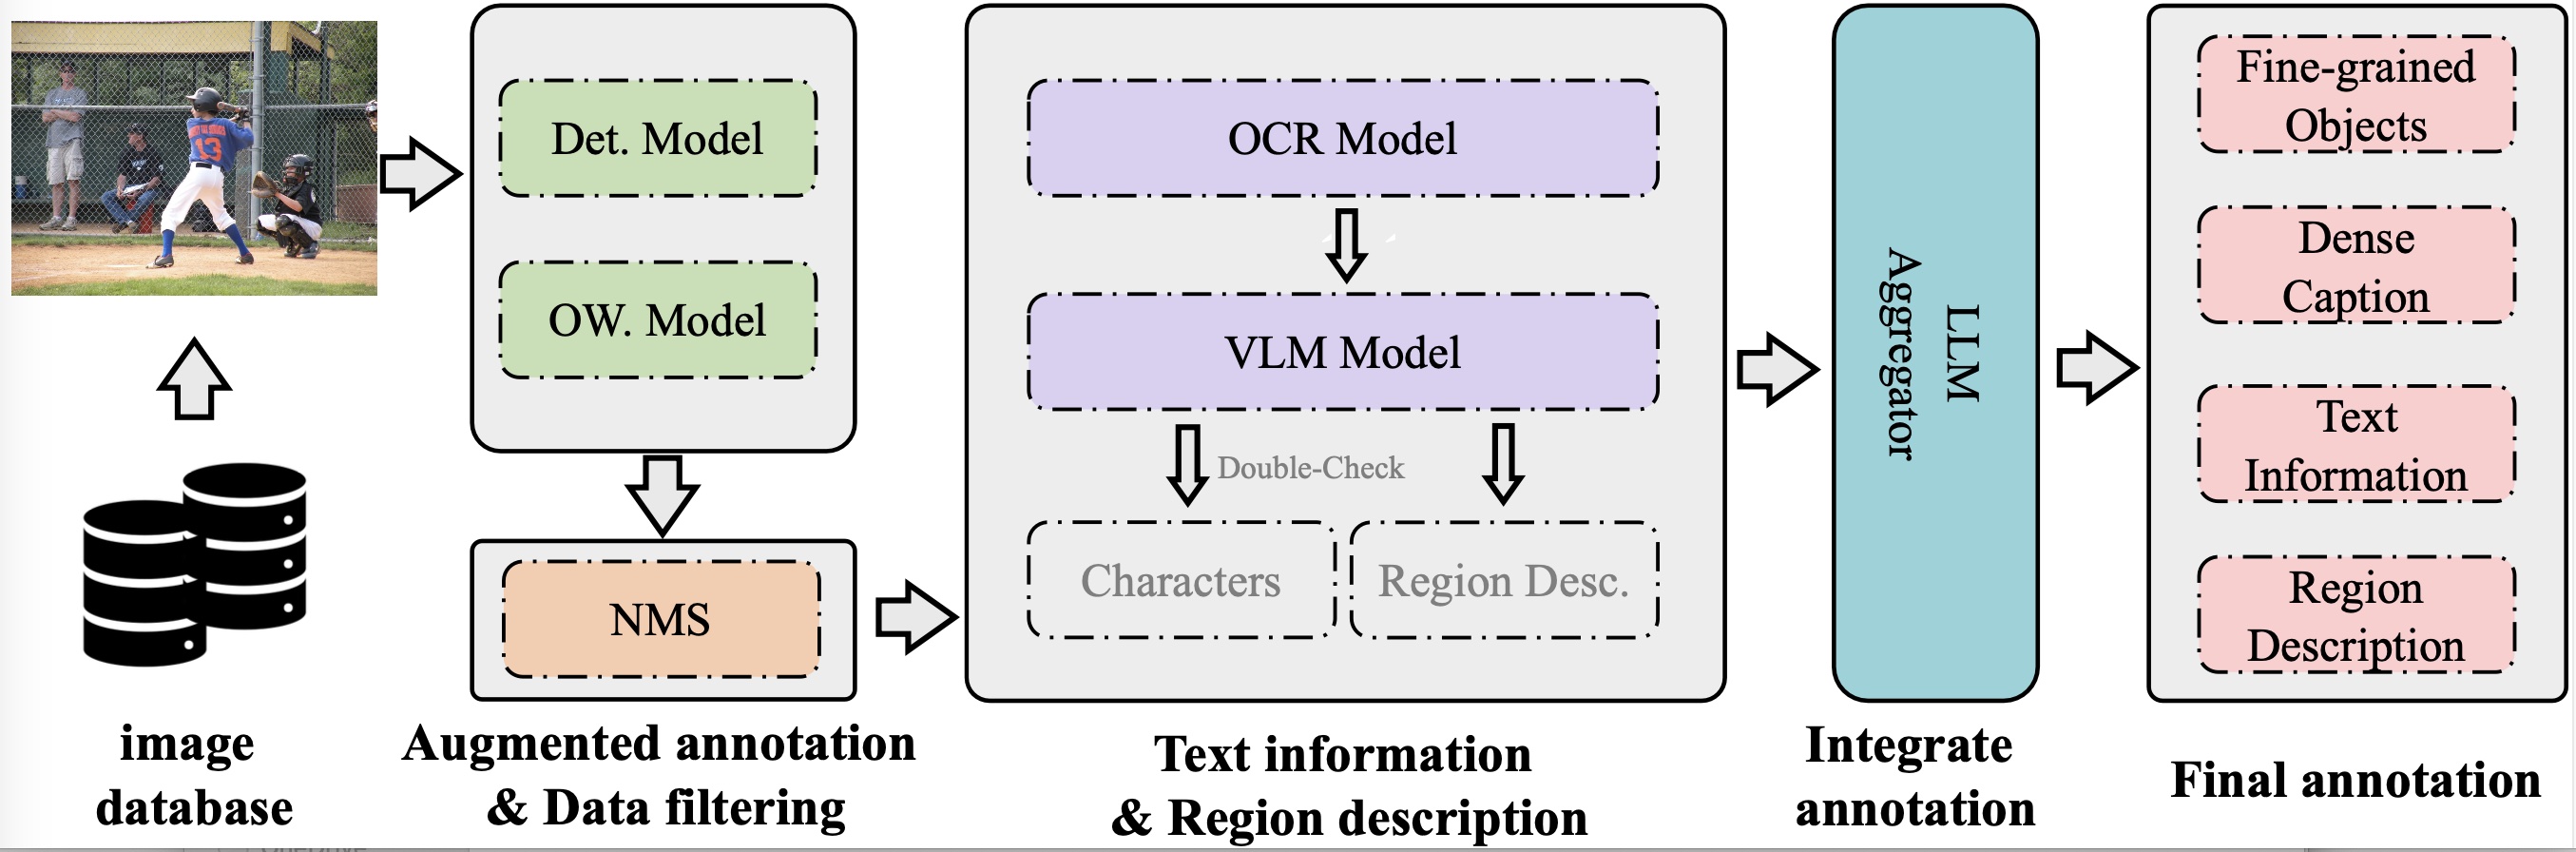 13
image
database
Det. Model
OW. Model
NMS
Augmented annotation
& Data filtering
OCR Model
VLM Model
Double-Check
Characters
Region Desc.
Text information
& Region description
LLM
Aggregator
Integrate
annotation
Fine-grained
Objects
Dense
Caption
Text
Information
Region
Description
Final annotation